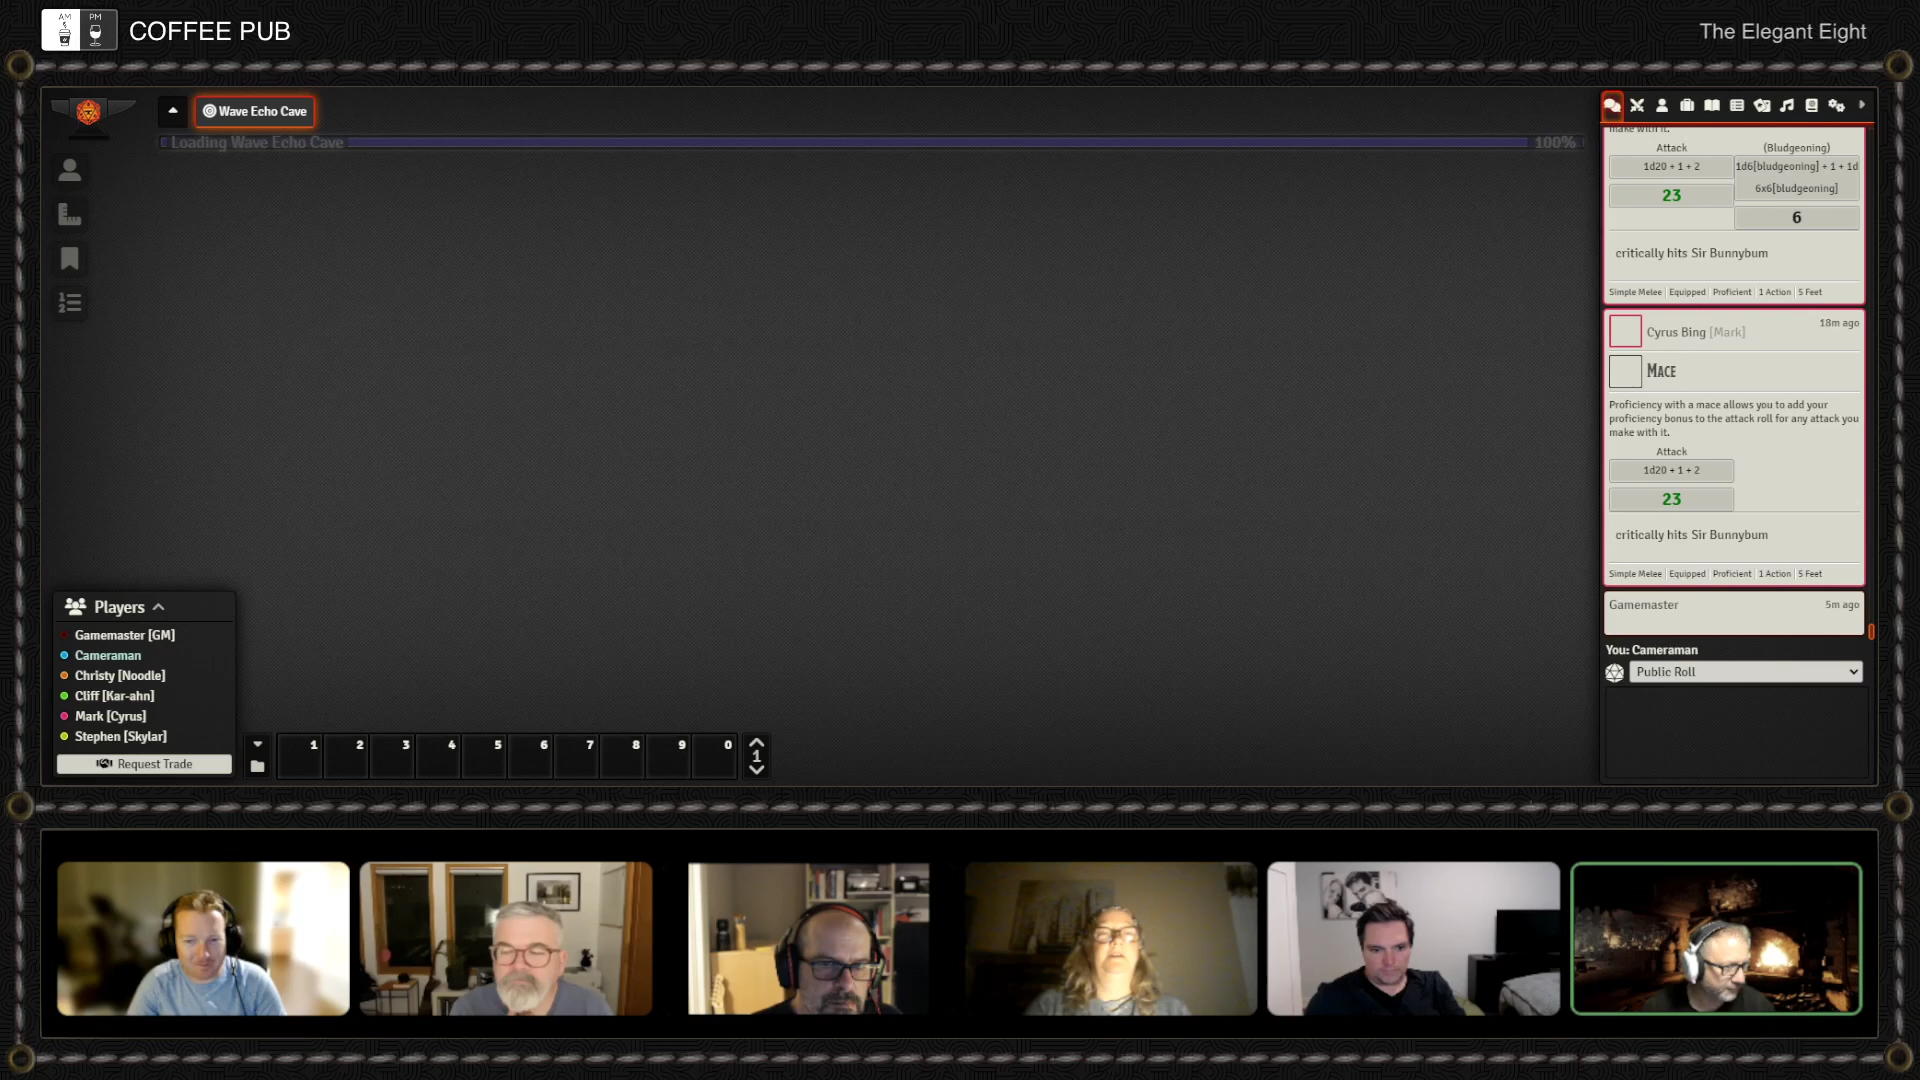 AM
PM
COFFEE PUB
The Elegant Eight
Wave Echo Cave
Loading Wave Echo Cave
100%
make with it.
Attack
(Bludgeoning)
1d20 + 1 + 2
1d6[bludgeoning] + 1 + 1d
6x6[bludgeoning]
23
6
critically hits Sir Bunnybum
Simple Melee Equipped Proficient 1 Action 5 Feet
Cyrus Bing [Mark]
18m ago
Mace
Proficiency with a mace allows you to add your
proficiency bonus to the attack roll for any attack you
make with it.
Attack
1d20 + 1 + 2
23
critically hits Sir Bunnybum
Simple Melee Equipped Proficient 1 Action 5 Feet
Gamemaster
5m ago
You: Cameraman
Public Roll
Players
Gamemaster [GM]
Cameraman
Christy [Noodle]
Cliff [Kar-ahn]
Mark [Cyrus]
Stephen [Skylar]
Request Trade
1 2 3 4 5 6 7 8 9 0
1